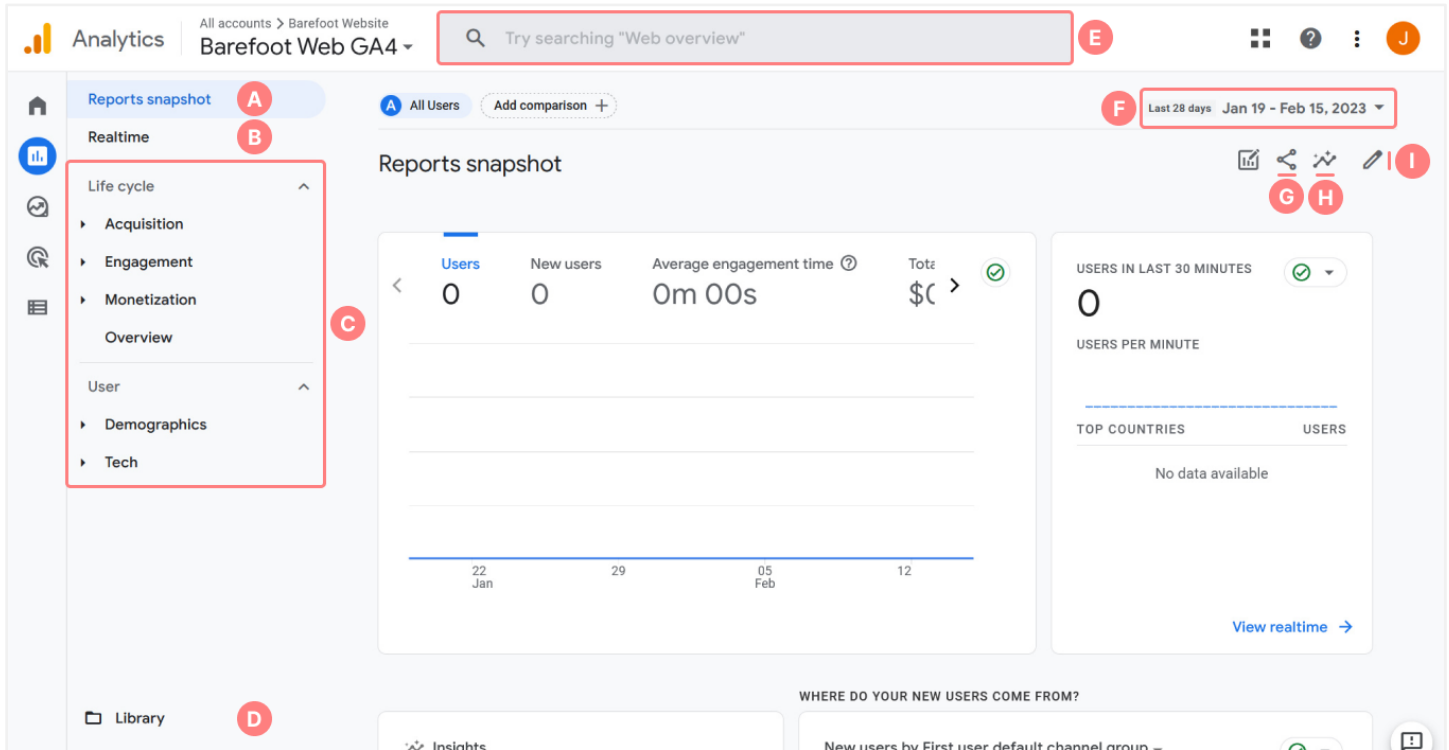 All accounts > Barefoot Website
Analytics
Barefoot Web GA4
Try searching "Web overview"
E
J
Reports snapshot
A
Realtime
B
Life cycle
Acquisition
Engagement
Monetization
Overview
User
Demographics
Tech
C
Library
D
A All Users
Add comparison +
F
Last 28 days Jan 19 - Feb 15, 2023
Reports snapshot
G
H
I
Users New users Average engagement time
0 0 0m 00s
22 29 05 12
Jan Feb
USERS IN LAST 30 MINUTES
0
USERS PER MINUTE
TOP COUNTRIES USERS
No data available
View realtime
WHERE DO YOUR NEW USERS COME FROM?
Insights
New users by First user default channel group